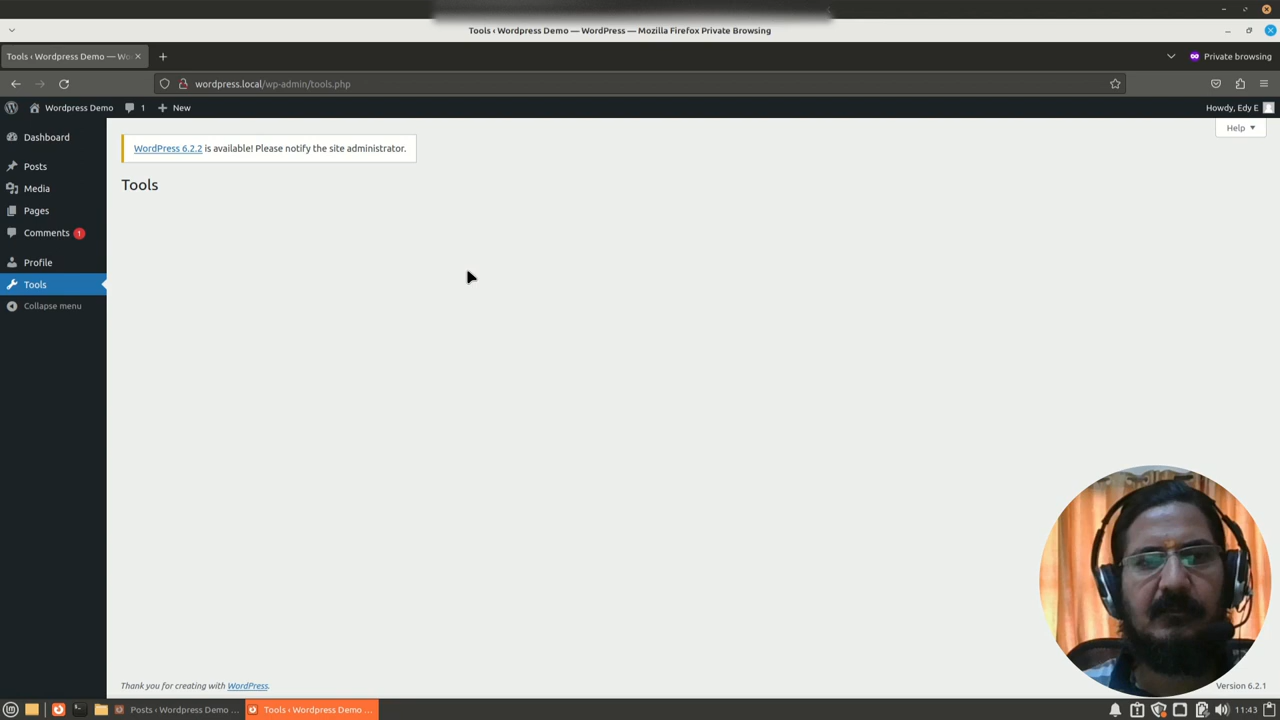 Tools ‹ Wordpress Demo — WordPress — Mozilla Firefox Private Browsing
Tools ‹ Wordpress Demo — Wo
Private browsing
wordpress.local/wp-admin/tools.php
Wordpress Demo
1
New
Howdy, Edy E
Dashboard
Posts
Media
Pages
Comments 1
Profile
Tools
Collapse menu
Help
WordPress 6.2.2 is available! Please notify the site administrator.
Tools
Thank you for creating with WordPress.
Version 6.2.1
Posts ‹ Wordpress Demo ...
Tools ‹ Wordpress Demo ...
11:43